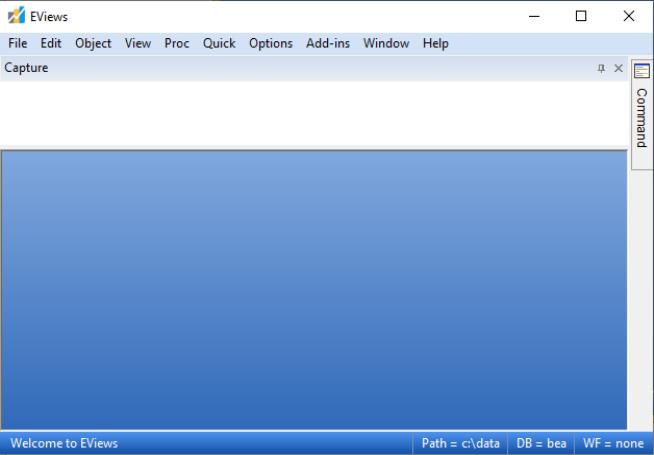 EViews
File Edit Object View Proc Quick Options Add-ins Window Help
Capture
Command
Welcome to EViews Path = c:\data DB = bea WF = none